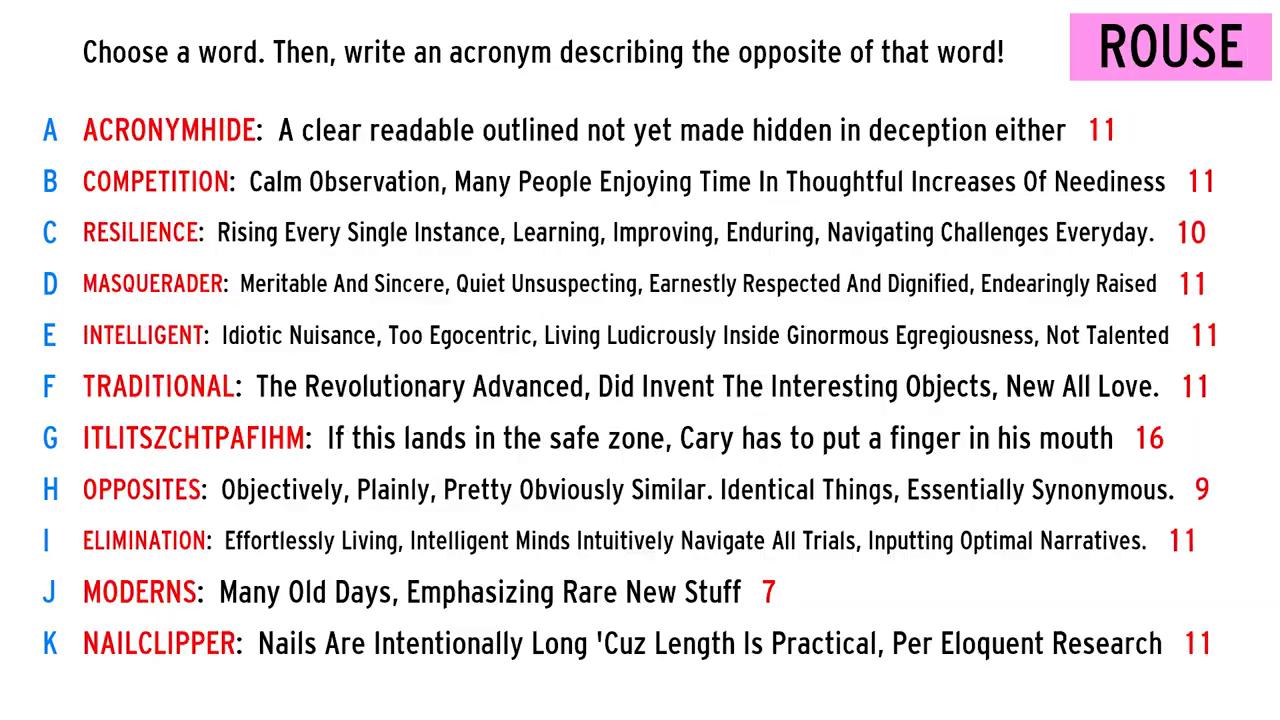 Choose a word. Then, write an acronym describing the opposite of that word!
ROUSE
A ACRONYMHIDE: A clear readable outlined not yet made hidden in deception either 11
B COMPETITION: Calm Observation, Many People Enjoying Time In Thoughtful Increases Of Neediness 11
C RESILIENCE: Rising Every Single Instance, Learning, Improving, Enduring, Navigating Challenges Everyday. 10
D MASQUERADER: Meritable And Sincere, Quiet Unsuspecting, Earnestly Respected And Dignified, Endearingly Raised 11
E INTELLIGENT: Idiotic Nuisance, Too Egocentric, Living Ludicrously Inside Ginormous Egregiousness, Not Talented 11
F TRADITIONAL: The Revolutionary Advanced, Did Invent The Interesting Objects, New All Love. 11
G ITLITSZCHTPAFIHM: If this lands in the safe zone, Cary has to put a finger in his mouth 16
H OPPOSITES: Objectively, Plainly, Pretty Obviously Similar. Identical Things, Essentially Synonymous. 9
I ELIMINATION: Effortlessly Living, Intelligent Minds Intuitively Navigate All Trials, Inputting Optimal Narratives. 11
J MODERNS: Many Old Days, Emphasizing Rare New Stuff 7
K NAILCLIPPER: Nails Are Intentionally Long 'Cuz Length Is Practical, Per Eloquent Research 11